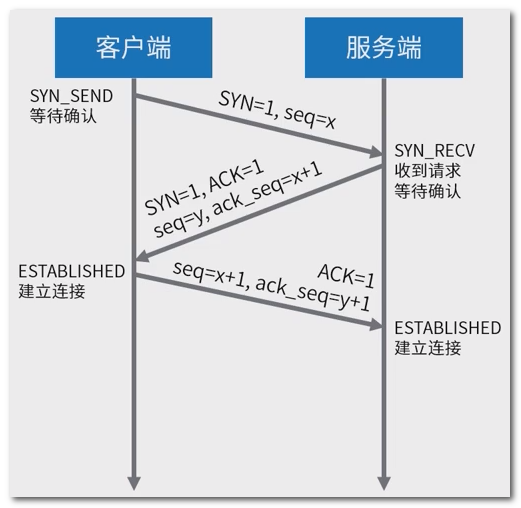 客户端
服务端
SYN_SEND
等待确认
SYN=1, seq=x
SYN_RECV
收到请求
等待确认
SYN=1, ACK=1
seq=y, ack_seq=x+1
ESTABLISHED
建立连接
ACK=1
seq=x+1, ack_seq=y+1
ESTABLISHED
建立连接